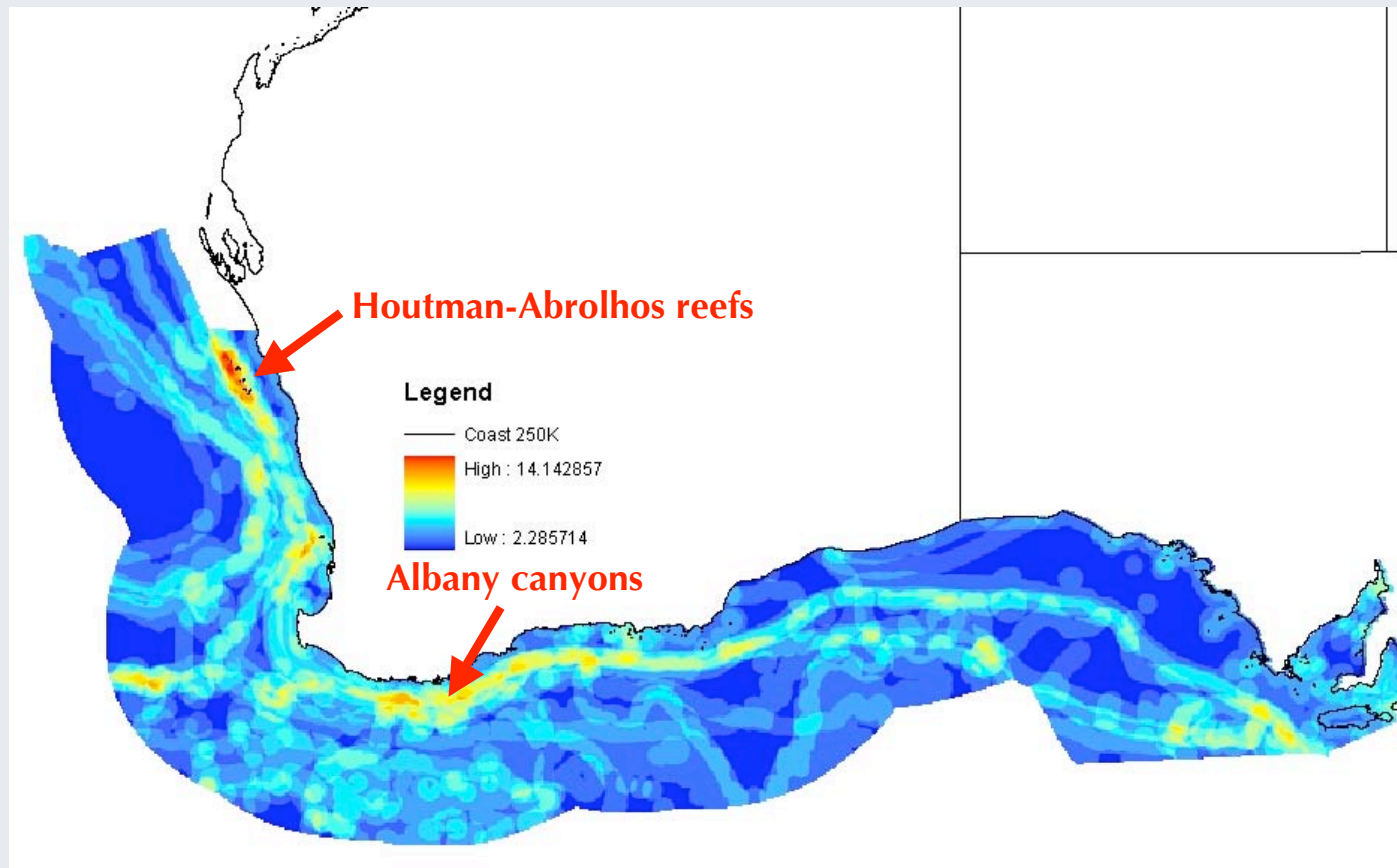 Houtman-Abrolhos reefs
Legend
Coast 250K
High : 14.142857
Low : 2.285714
Albany canyons